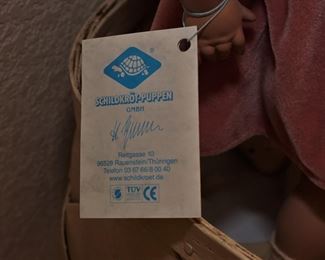 ®
SCHILDKRÖT-PUPPEN
GMBH
Rettgasse 10
96528 Rauenstein/Thüringen
Telefon 03 67 66/8 00 40
www.schildkroet.de
TÜV
CE